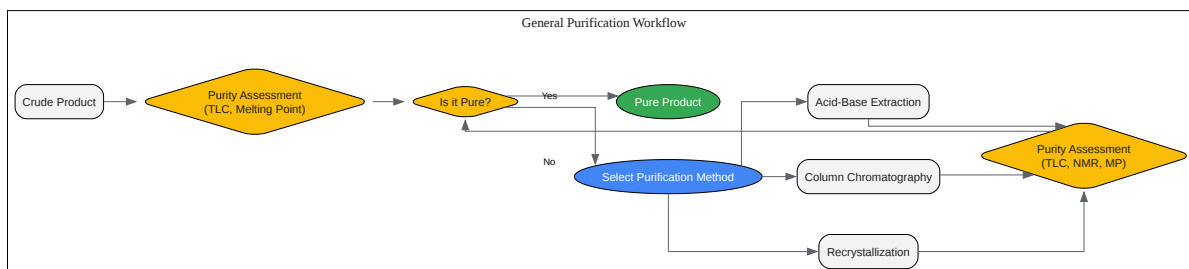 General Purification Workflow
Crude Product
Purity Assessment
(TLC, Melting Point)
Is it Pure?
Yes
Pure Product
No
Select Purification Method
Acid-Base Extraction
Column Chromatography
Recrystallization
Purity Assessment
(TLC, NMR, MP)